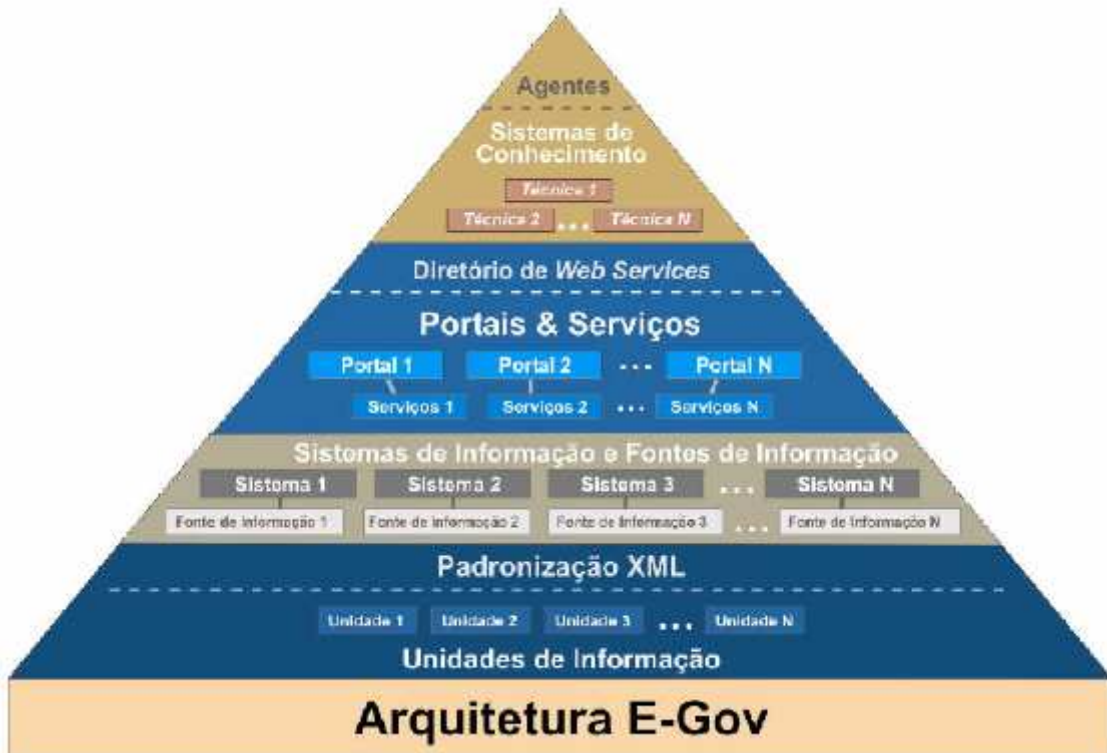 Agentes
Sistemas de
Conhecimento
Técnica 1
Técnica 2 ... Técnica N
Diretório de Web Services
Portais & Serviços
Portal 1 Portal 2 ... Portal N
Serviços 1 Serviços 2 ... Serviços N
Sistemas de Informação e Fontes de Informação
Sistema 1 Sistema 2 Sistema 3 ... Sistema N
Fonte de Informação 1 Fonte de Informação 2 Fonte de Informação 3 ... Fonte de Informação N
Padronização XML
Unidade 1 Unidade 2 Unidade 3 ... Unidade N
Unidades de Informação
Arquitetura E-Gov